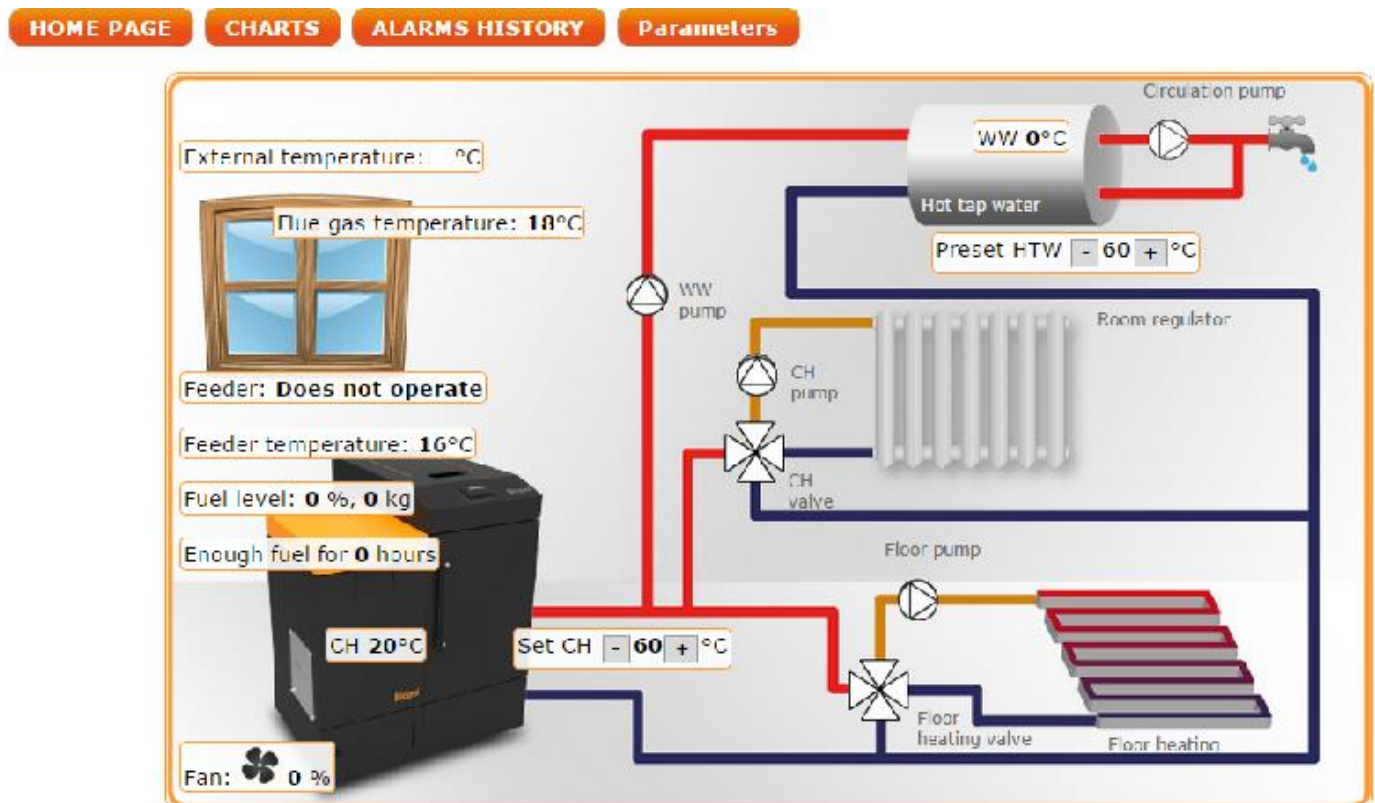 HOME PAGE
CHARTS
ALARMS HISTORY
Parameters
Circulation pump
WW 0°C
External temperature: °C
Hot tap water
Flue gas temperature: 18°C
Preset HTW - 60 + °C
WW
pump
Room regulator
CH
pump
Feeder: Does not operate
Feeder temperature: 16°C
CH
valve
Fuel level: 0 %, 0 kg
Enough fuel for 0 hours
Floor pump
CH 20°C
Set CH - 60 + °C
Floor
heating valve
Floor heating
Fan: 0 %